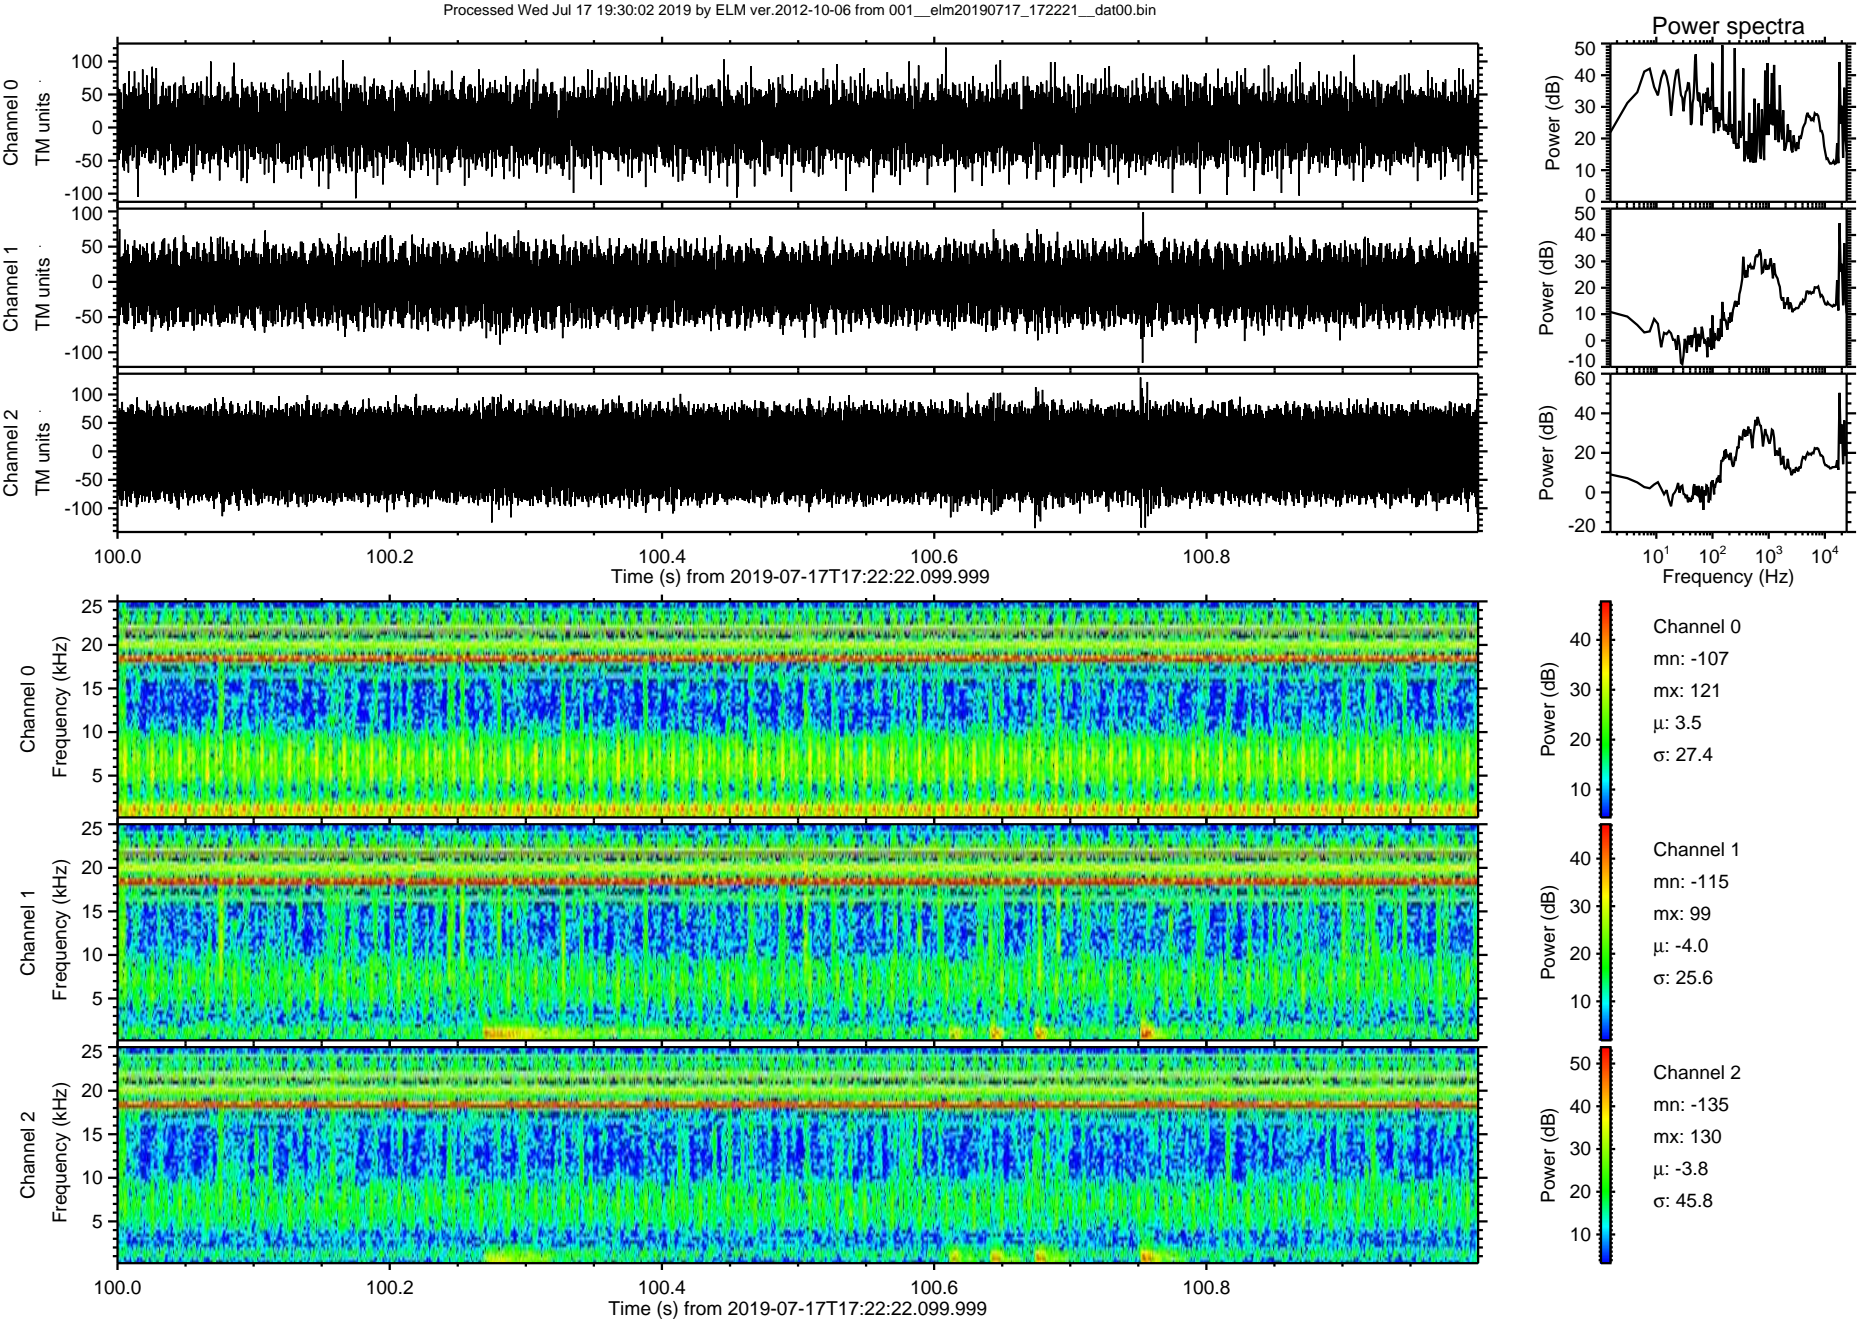 Processed Wed Jul 17 19:30:02 2019 by ELM ver.2012-10-06 from 001__elm20190717_172221__dat00.bin
Power spectra
Channel 0
TM units
100
50
0
-50
-100
Power (dB)
50
40
30
20
10
0
Channel 1
TM units
100
50
0
-50
-100
Power (dB)
50
40
30
20
10
0
-10
Channel 2
TM units
100
50
0
-50
-100
Power (dB)
60
40
20
0
-20
100.0 100.2 100.4 100.6 100.8
Time (s) from 2019-07-17T17:22:22.099.999
10¹ 10² 10³ 10⁴
Frequency (Hz)
Channel 0
Frequency (kHz)
25
20
15
10
5
Power (dB)
40
30
20
10
Channel 0
mn: -107
mx: 121
μ: 3.5
σ: 27.4
Channel 1
Frequency (kHz)
25
20
15
10
5
Power (dB)
40
30
20
10
Channel 1
mn: -115
mx: 99
μ: -4.0
σ: 25.6
Channel 2
Frequency (kHz)
25
20
15
10
5
Power (dB)
50
40
30
20
10
Channel 2
mn: -135
mx: 130
μ: -3.8
σ: 45.8
100.0 100.2 100.4 100.6 100.8
Time (s) from 2019-07-17T17:22:22.099.999